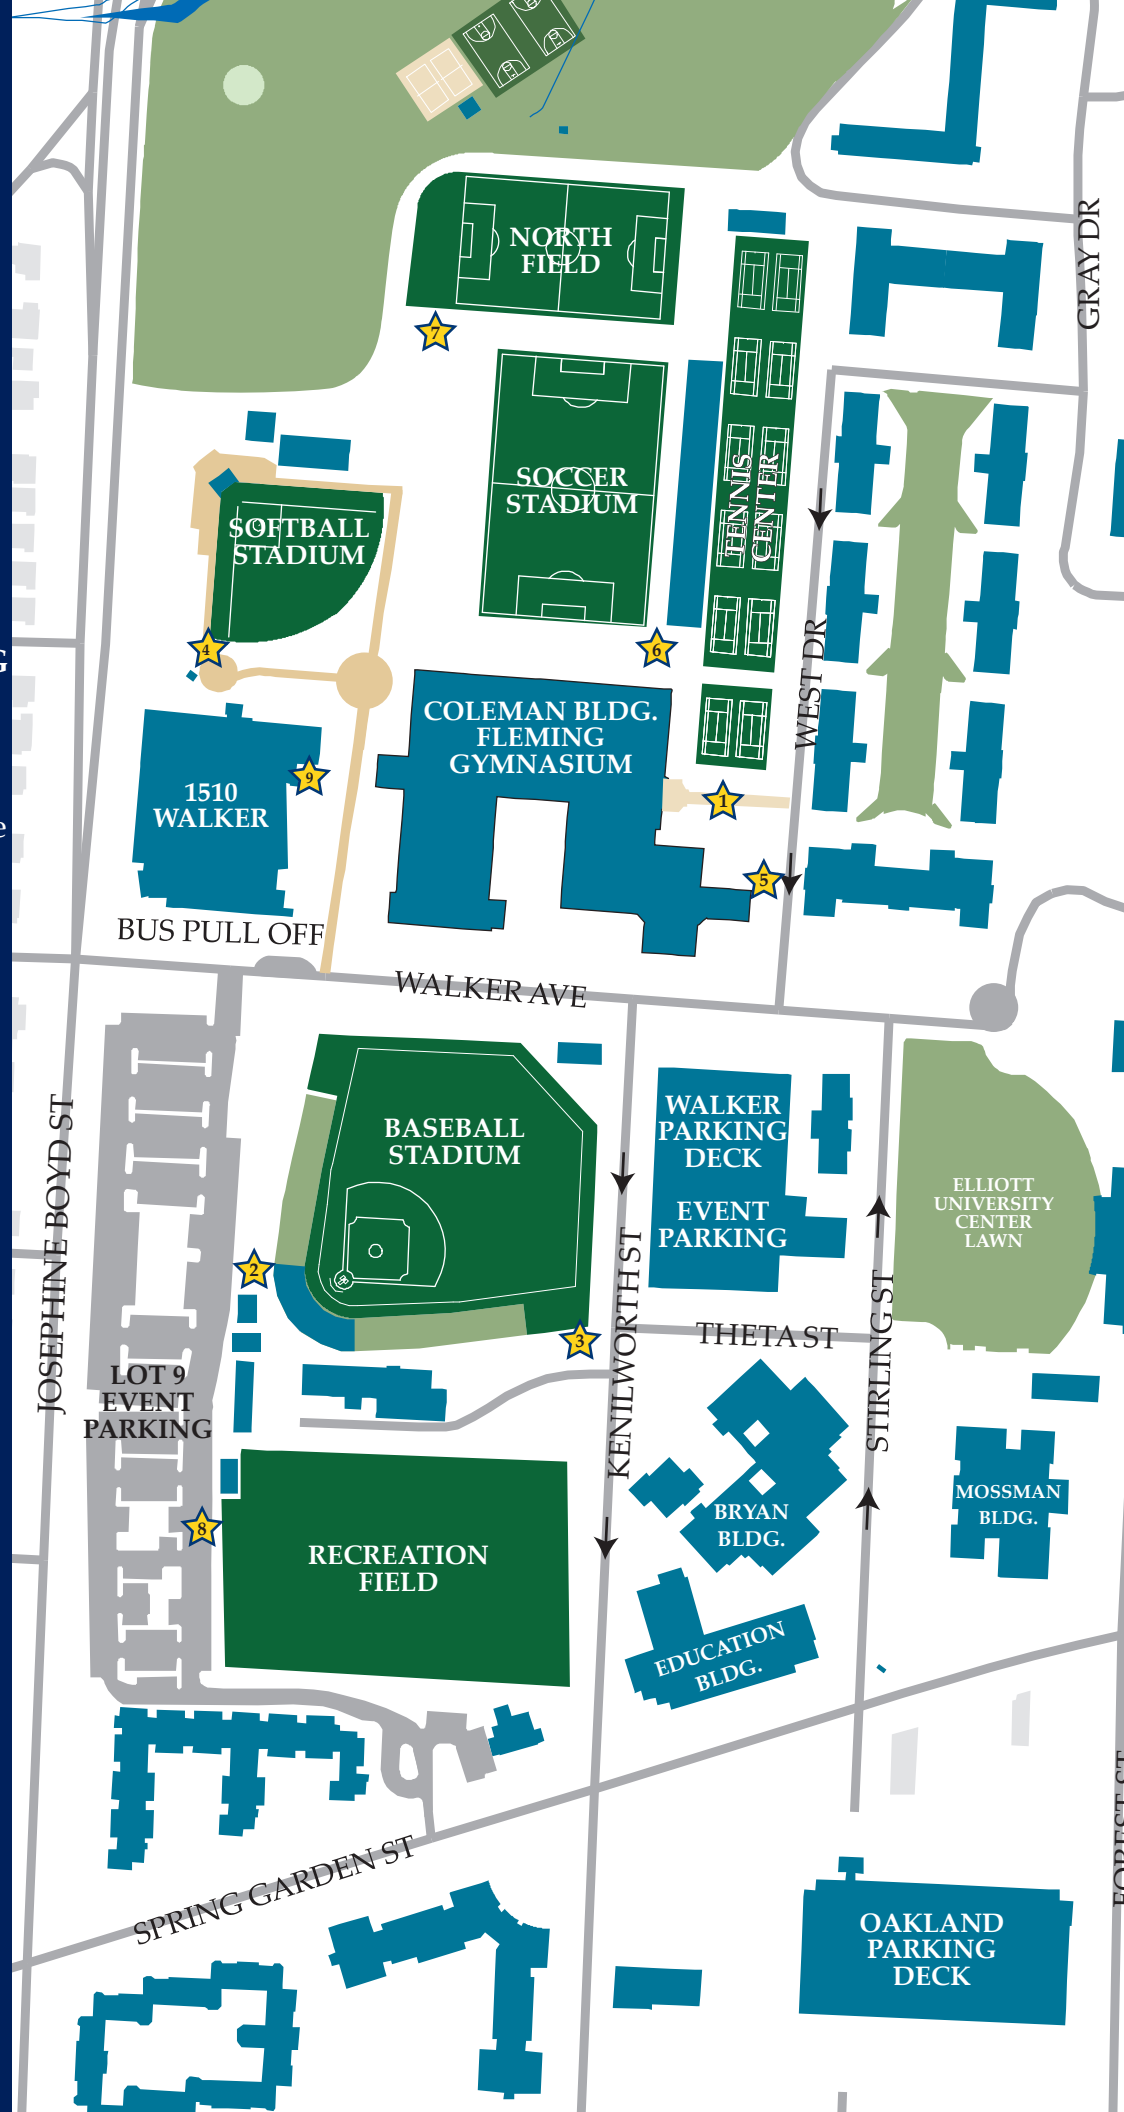 NORTH
FIELD
GRAY DR
7
SOCCER
STADIUM
TENNIS
CENTER
SOFTBALL
STADIUM
4
6
WEST DR
G
COLEMAN BLDG.
FLEMING
GYMNASIUM
9
1510
WALKER
1
e
5
BUS PULL OFF
WALKER AVE
JOSEPHINE BOYD ST
BASEBALL
STADIUM
WALKER
PARKING
DECK
EVENT
PARKING
ELLIOTT
UNIVERSITY
CENTER
LAWN
2
3
KENILWORTH ST
THETA ST
STIRLING ST
LOT 9
EVENT
PARKING
MOSSMAN
BLDG.
BRYAN
BLDG.
8
RECREATION
FIELD
EDUCATION
BLDG.
SPRING GARDEN ST
FOREST ST
OAKLAND
PARKING
DECK